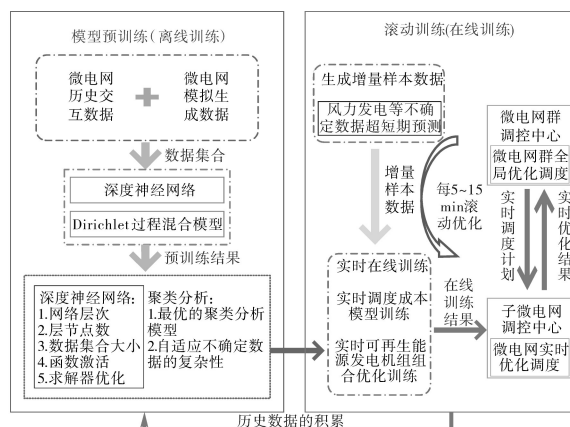 模型预训练(离线训练)
微电网
历史交
互数据
微电网
模拟生
成数据
数据集合
深度神经网络
Dirichlet过程混合模型
预训练结果
深度神经网络:
1.网络层次
2.层节点数
3.数据集合大小
4.函数激活
5.求解器优化
聚类分析:
1.最优的聚类分析
模型
2.自适应不确定数
据的复杂性
滚动训练(在线训练)
生成增量样本数据
风力发电等不确
定数据超短期预测
增量
样本
数据
每5~15
min滚
动优化
实时在线训练
实时调度成本
模型训练
实时可再生能
源发电机组组
合优化训练
在线
训练
结果
微电网群
调控中心
微电网群全
局优化调度
实时调度计划
实时优化结果
子微电网
调控中心
微电网实时
优化调度
历史数据的积累